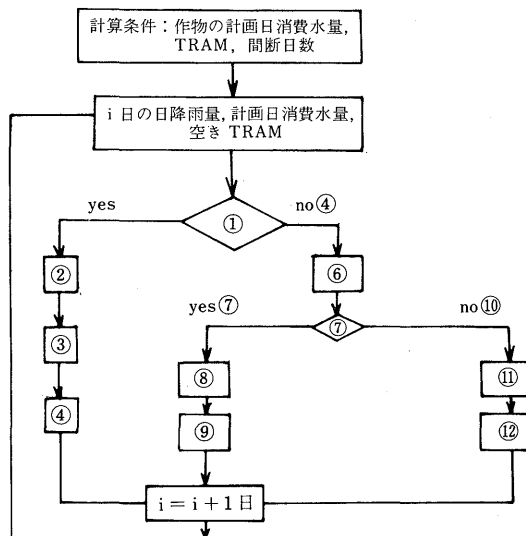 計算条件：作物の計画日消費水量，
TRAM，間断日数
i 日の日降雨量，計画日消費水量，
空き TRAM
yes
no④
①
②
⑥
yes⑦
no⑩
⑦
③
⑧
⑪
④
⑨
⑫
i＝i＋1日